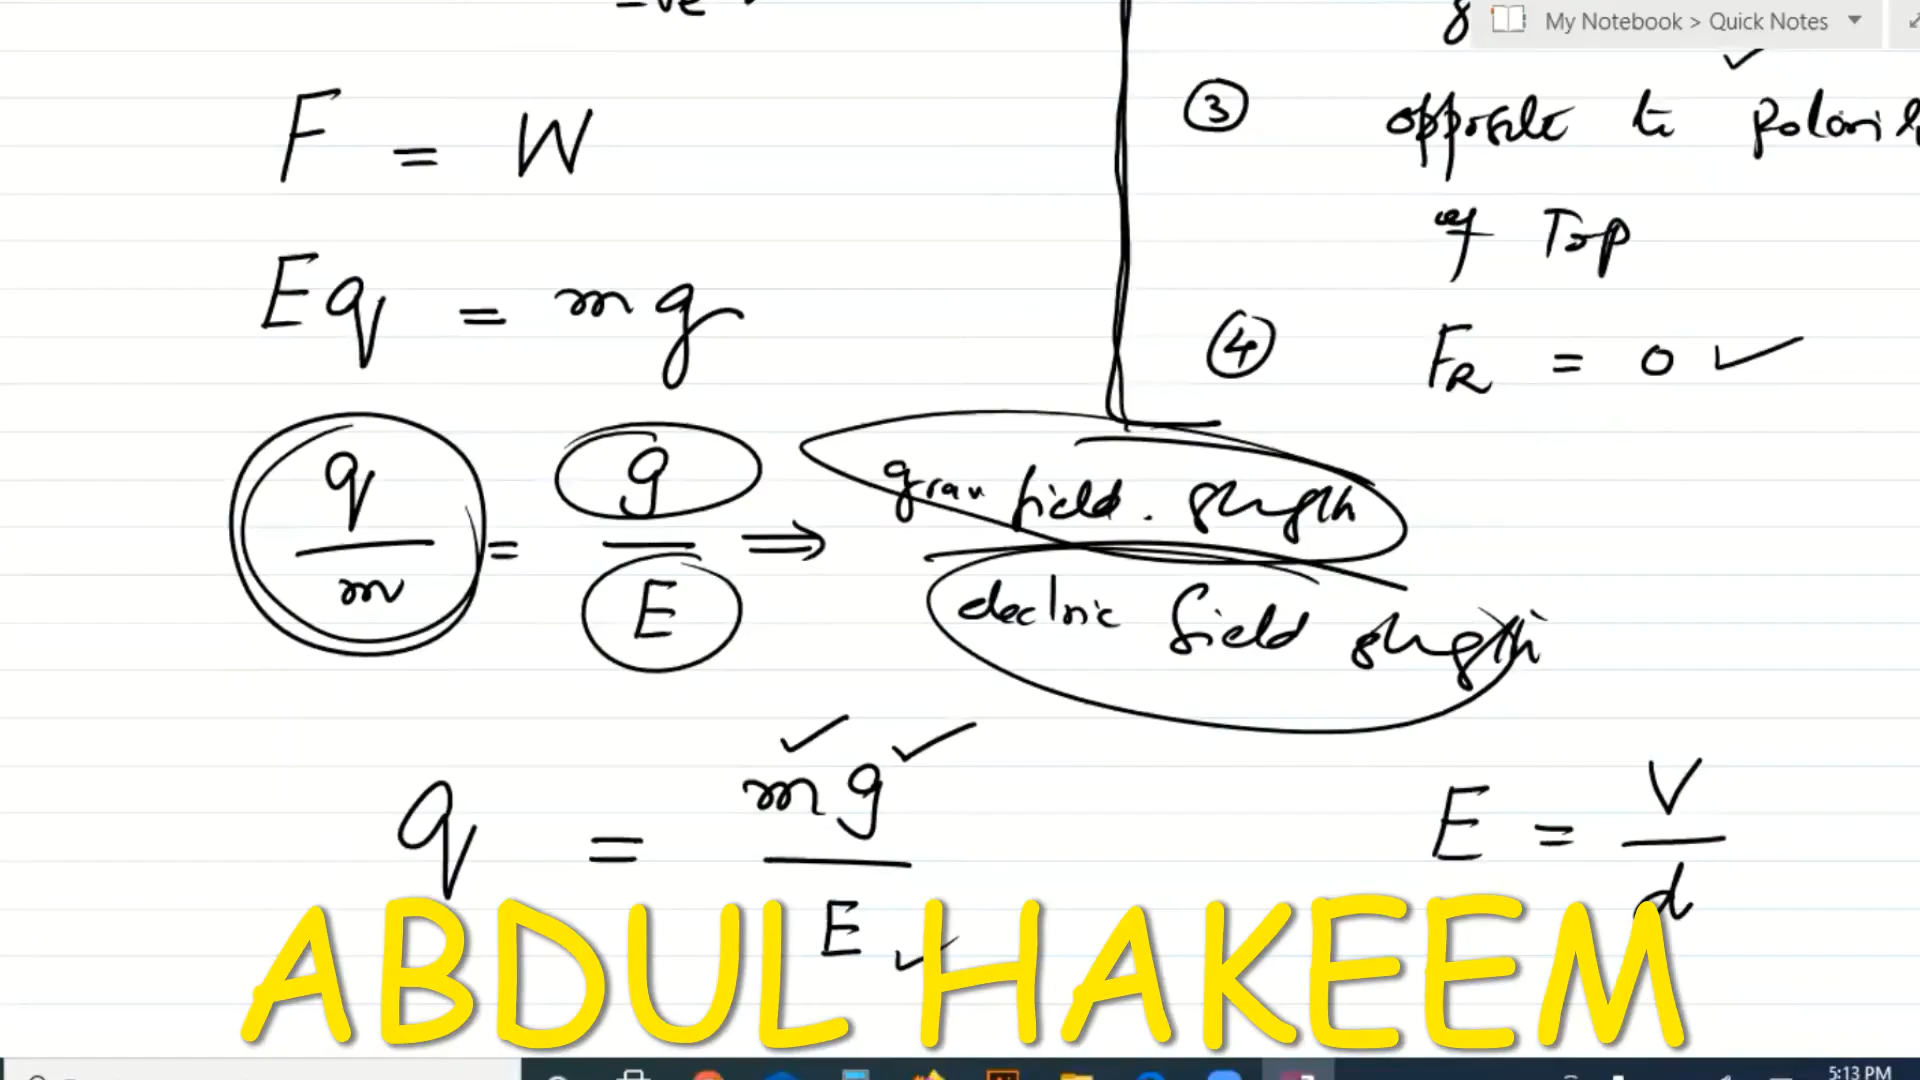 -ve
My Notebook > Quick Notes
F = W
③ opposite to
of Top
Eq = mg
④ FR = 0 ✓
q/m = g/E ⇒ grav field. strength / electric field strength
✓ ✓
q = mg/E ✓
E = V/d
ABDUL HAKEEM
5:13 PM